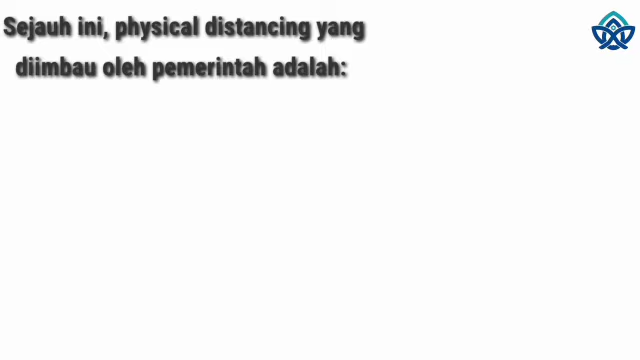 Sejauh ini, physical distancing yang
diimbau oleh pemerintah adalah: